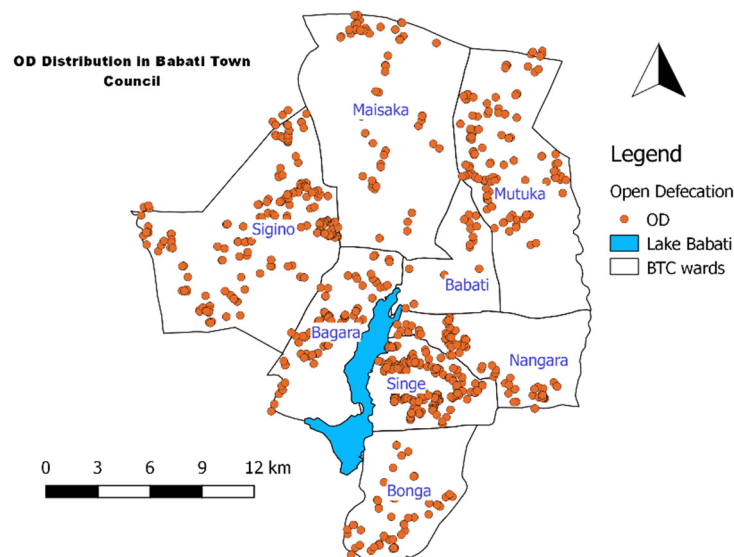 OD Distribution in Babati Town
Council
Maisaka
Mutuka
Sigino
Babati
Bagara
Nangara
Singe
Bonga
Legend
Open Defecation
OD
Lake Babati
BTC wards
0 3 6 9 12 km